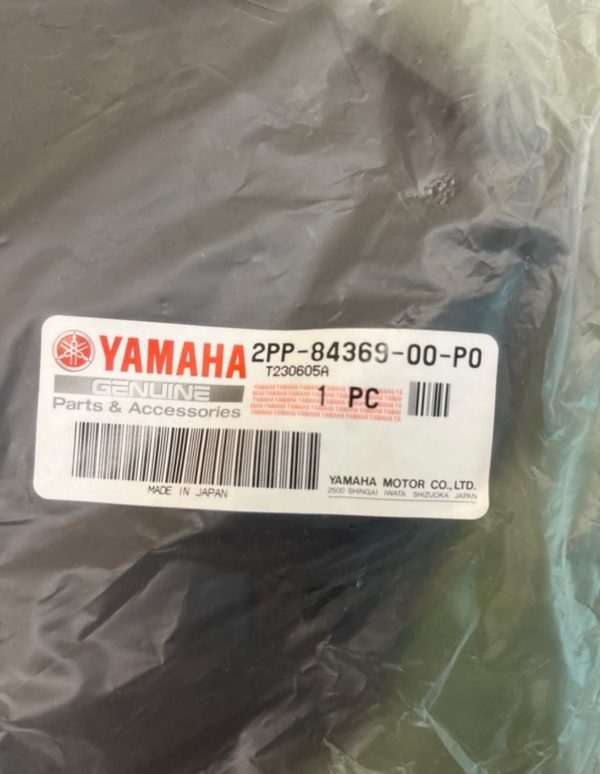 YAMAHA 2PP-84369-00-P0
T230605A
GENUINE
Parts & Accessories
1 PC
MADE IN JAPAN
YAMAHA MOTOR CO., LTD.
2500 SHINGAI IWATA SHIZUOKA JAPAN